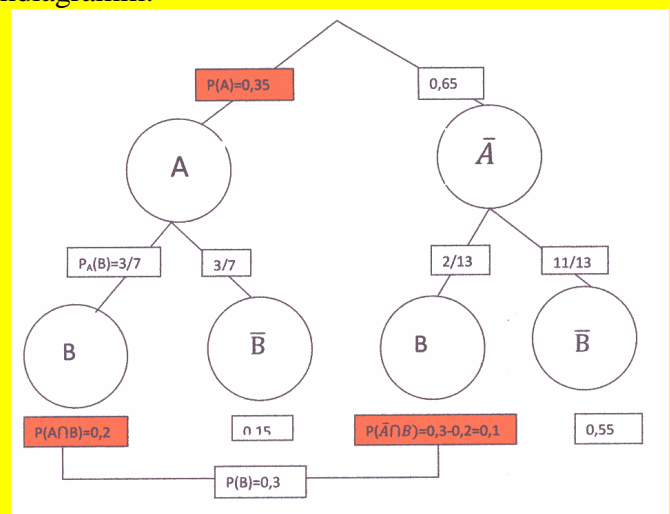 P(A)=0,35
0,65
A
Ā
P_A(B)=3/7
3/7
2/13
11/13
B
B̅
B
B̅
P(A∩B)=0,2
0,15
P(Ā∩B)=0,3-0,2=0,1
0,55
P(B)=0,3